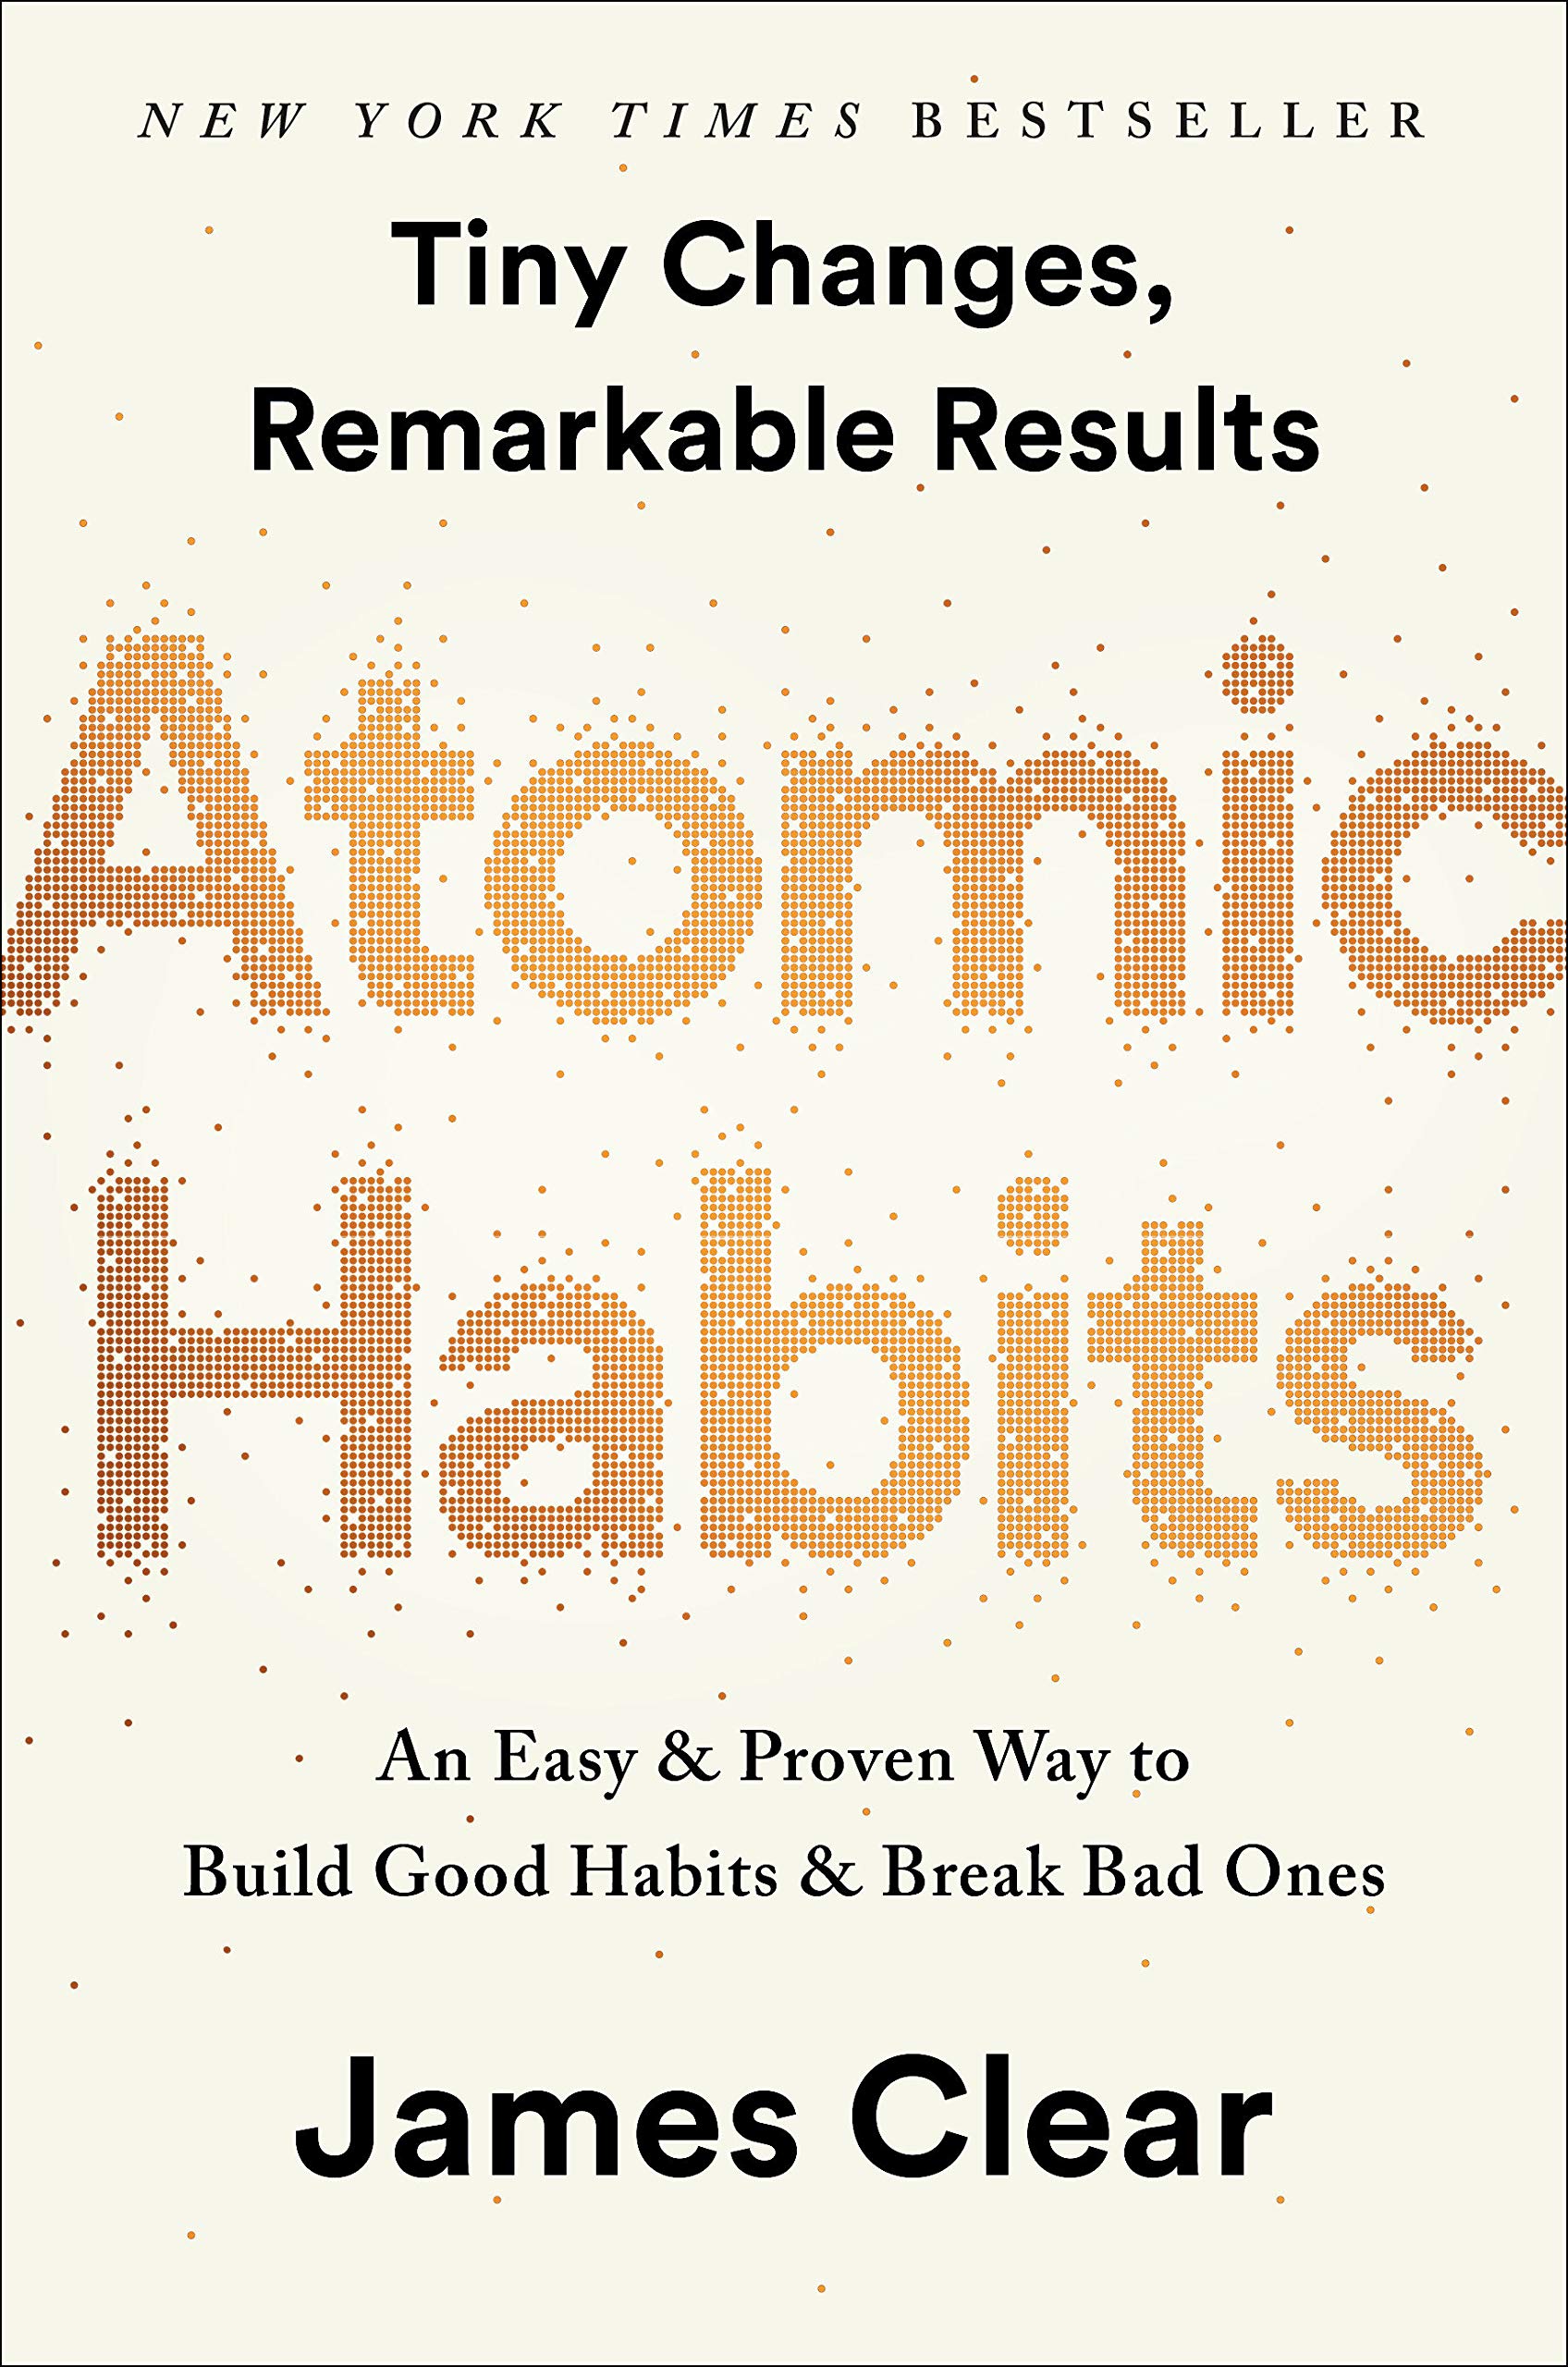 NEW YORK TIMES BESTSELLER
Tiny Changes,
Remarkable Results
Atomic
Habits
An Easy & Proven Way to
Build Good Habits & Break Bad Ones
James Clear